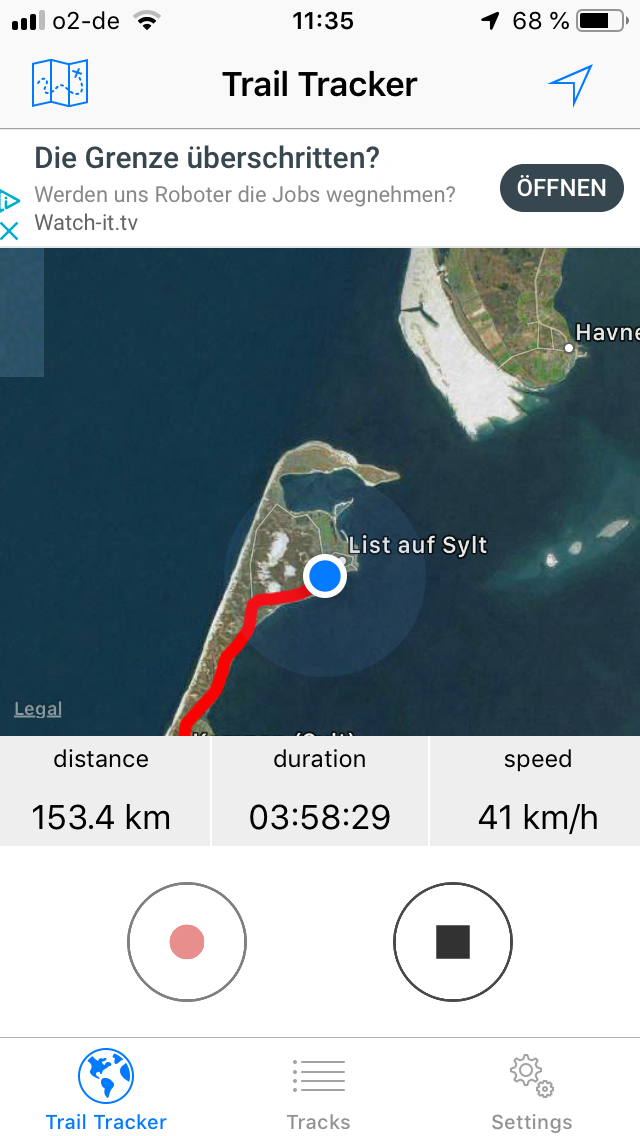 o2-de 11:35 68 %
Trail Tracker
Die Grenze überschritten?
Werden uns Roboter die Jobs wegnehmen?
Watch-it.tv
ÖFFNEN
Havne
List auf Sylt
Legal
distance duration speed
153.4 km 03:58:29 41 km/h
Trail Tracker Tracks Settings